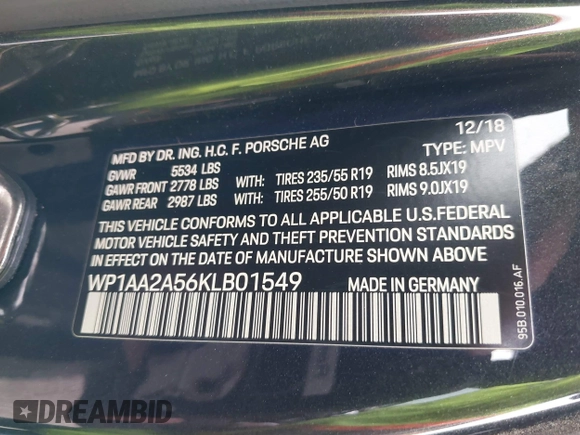 MFD BY DR. ING. H.C. F. PORSCHE AG 12/18
GVWR 5534 LBS TYPE: MPV
GAWR FRONT 2778 LBS WITH: TIRES 235/55 R19 RIMS 8.5JX19
GAWR REAR 2987 LBS WITH: TIRES 255/50 R19 RIMS 9.0JX19
THIS VEHICLE CONFORMS TO ALL APPLICABLE U.S.FEDERAL
MOTOR VEHICLE SAFETY AND THEFT PREVENTION STANDARDS
IN EFFECT ON THE DATE OF MANUFACTURE SHOWN ABOVE
WP1AA2A56KLB01549
95B.010.016.AF
DREAMBID